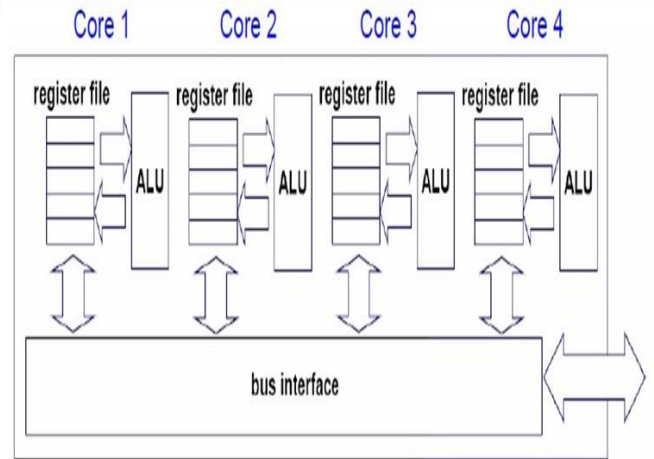 Core 1 Core 2 Core 3 Core 4
register file register file register file register file
ALU ALU ALU ALU
bus interface